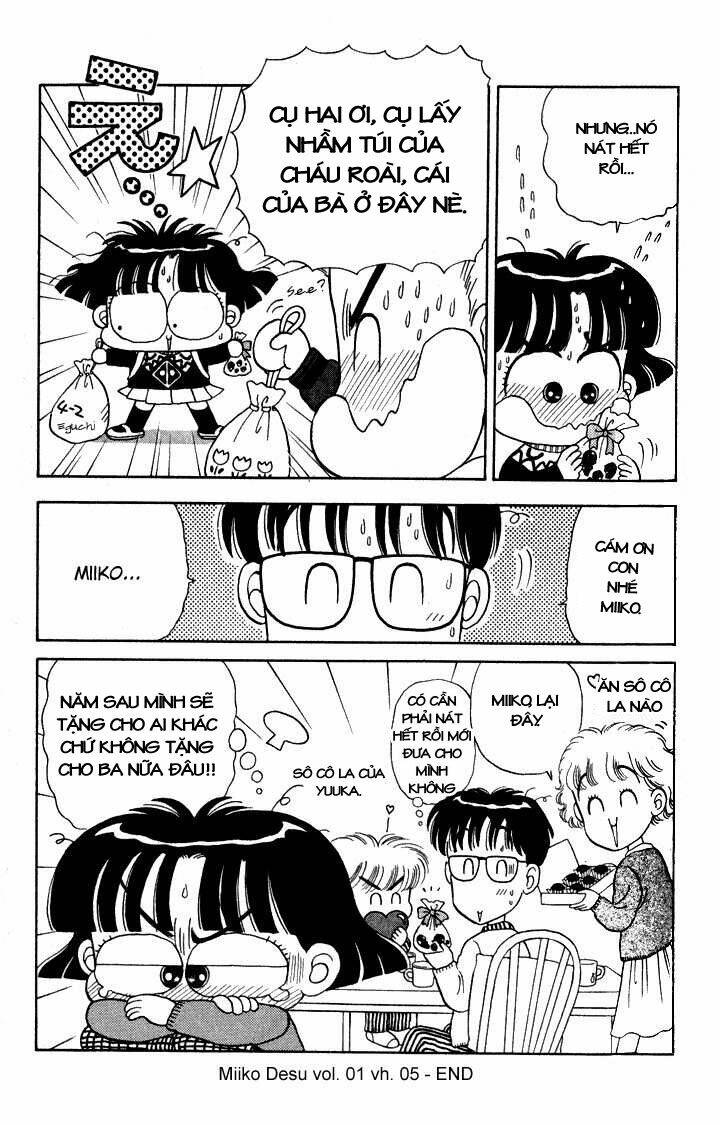 え
CỤ HAI ƠI, CỤ LẤY
NHẦM TÚI CỦA
CHÁU ROÀI, CÁI
CỦA BÀ Ở ĐÂY NÈ.
See?
4-2
Eguchi
NHƯNG..NÓ
NÁT HẾT
RỒI...
MIIKO...
CÁM ƠN
CON
NHÉ
MIIKO.
NĂM SAU MÌNH SẼ
TẶNG CHO AI KHÁC
CHỨ KHÔNG TẶNG
CHO BA NỮA ĐÂU!!
SÔ CÔ LA CỦA
YUUKA.
CÓ CẦN
PHẢI NÁT
HẾT RỒI MỚI
ĐƯA CHO
MÌNH
KHÔNG
MIIKO, LẠI
ĐÂY.
ĂN SÔ CÔ
LA NÀO
Miiko Desu vol. 01 vh. 05 - END